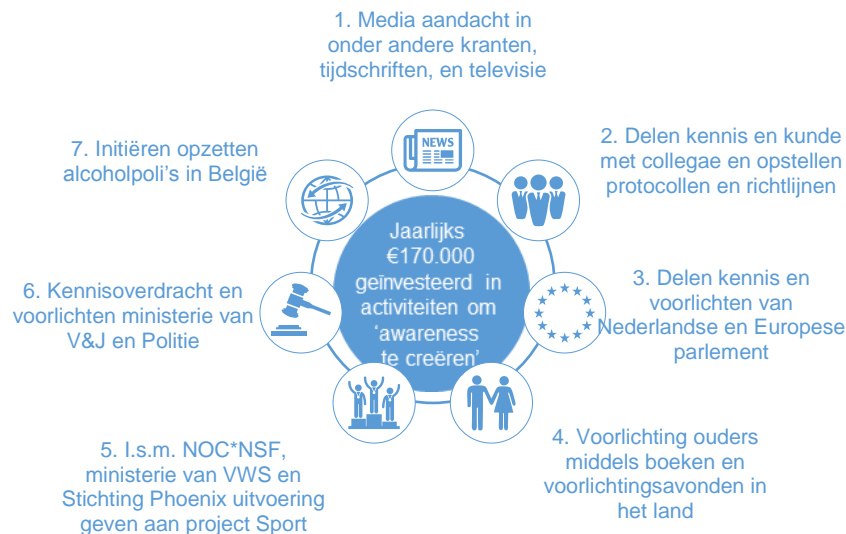 1. Media aandacht in
onder andere kranten,
tijdschriften, en televisie
NEWS
2. Delen kennis en kunde
met collegae en opstellen
protocollen en richtlijnen
3. Delen kennis en
voorlichten van
Nederlandse en Europese
parlement
4. Voorlichting ouders
middels boeken en
voorlichtingsavonden in
het land
5. I.s.m. NOC*NSF,
ministerie van VWS en
Stichting Phoenix uitvoering
geven aan project Sport
6. Kennisoverdracht en
voorlichten ministerie van
V&J en Politie
7. Initiëren opzetten
alcoholpoli's in België
Jaarlijks
€170.000
geïnvesteerd in
activiteiten om
'awareness
te creëren'